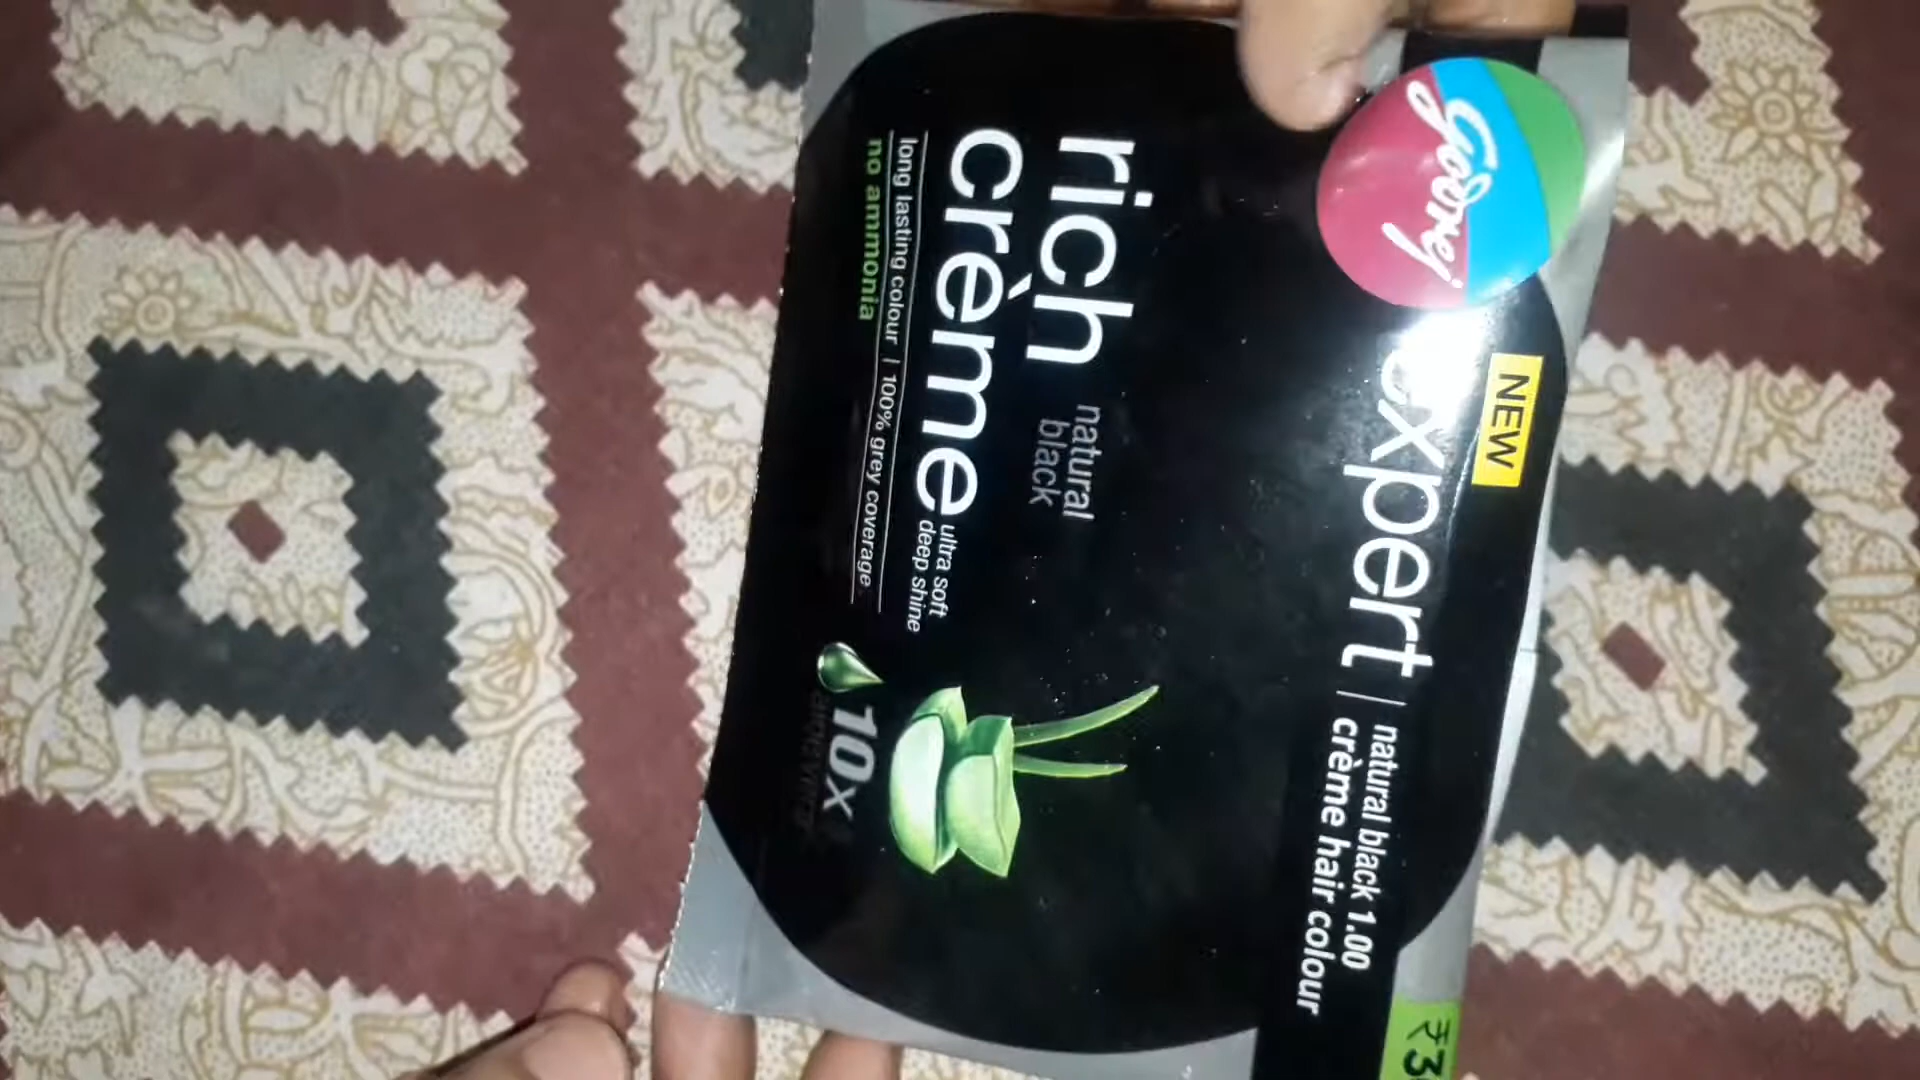 Godrej
NEW
expert
natural black 1.00
crème hair colour
rich
crème
natural
black
ultra soft
deep shine
long lasting colour | 100% grey coverage
no ammonia
10x